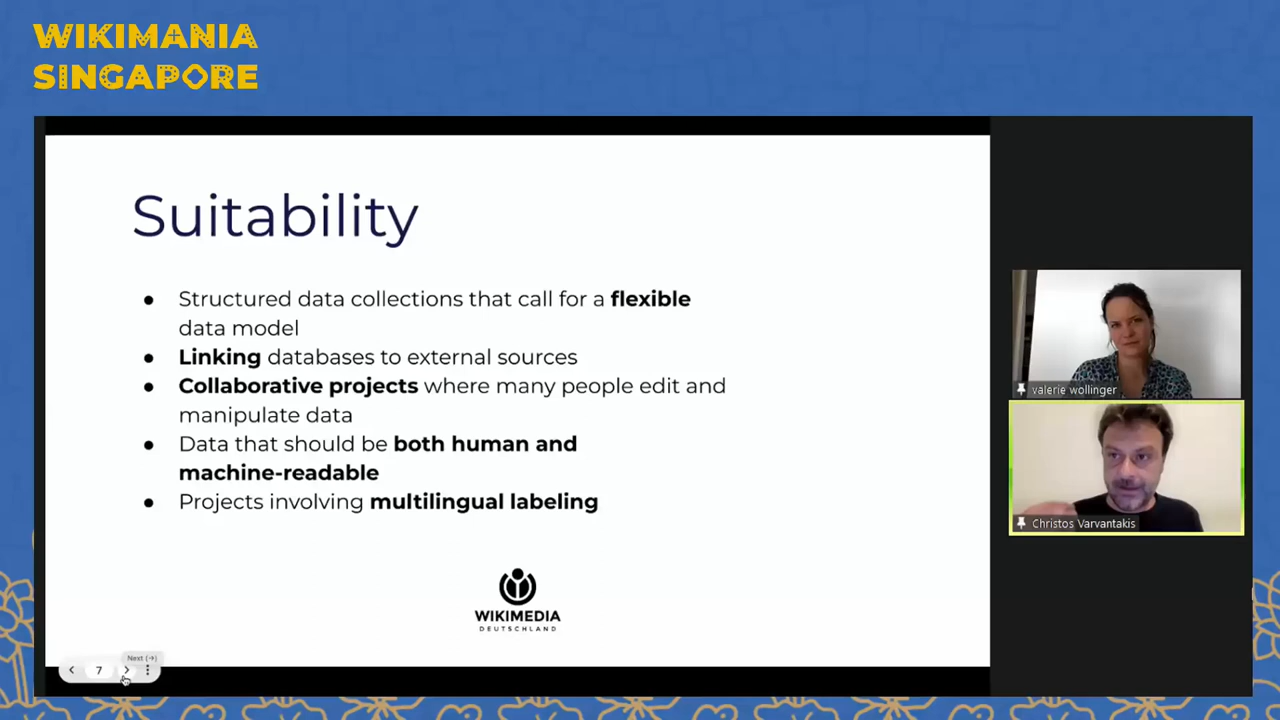 WIKIMANIA
SINGAPORE
Suitability
● Structured data collections that call for a flexible
data model
● Linking databases to external sources
● Collaborative projects where many people edit and
manipulate data
● Data that should be both human and
machine-readable
● Projects involving multilingual labeling
WIKIMEDIA
DEUTSCHLAND
Next (→)
7
valerie wollinger
Christos Varvantakis